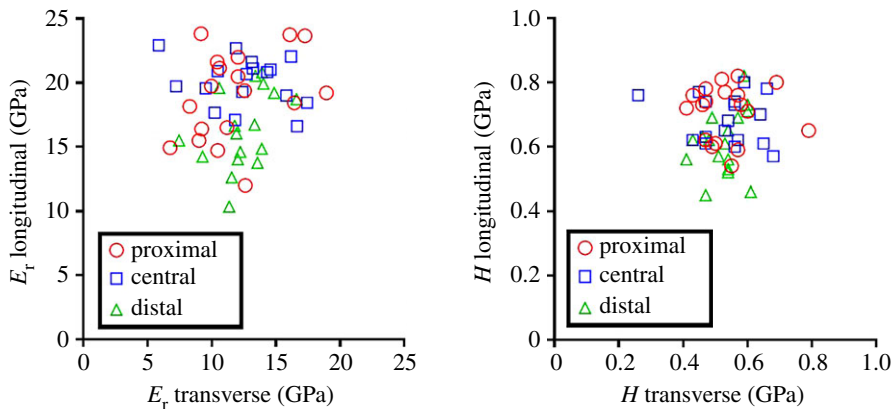 25
20
15
10
5
0
E_r longitudinal (GPa)
proximal
central
distal
0 5 10 15 20 25
E_r transverse (GPa)
1.0
0.8
0.6
0.4
0.2
0
H longitudinal (GPa)
proximal
central
distal
0 0.2 0.4 0.6 0.8 1.0
H transverse (GPa)